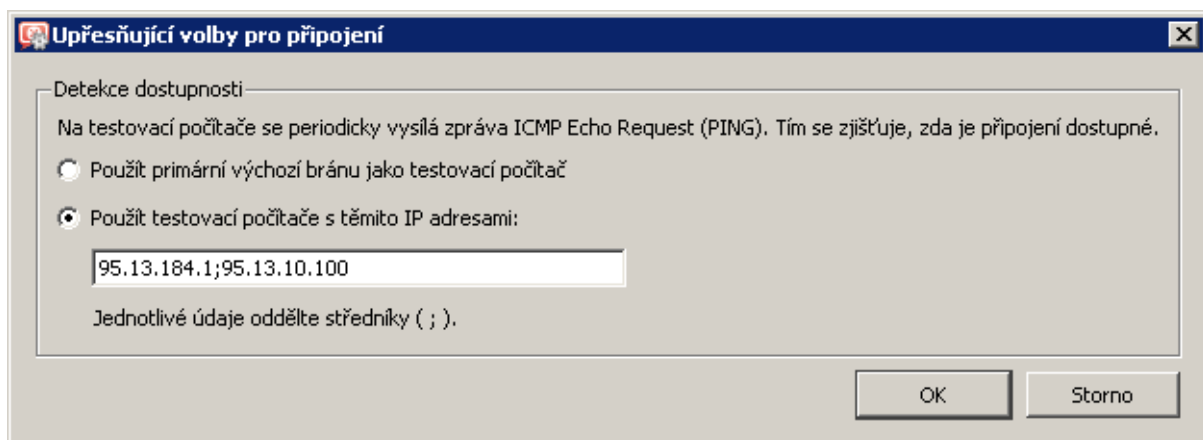 Upřesňující volby pro připojení
Detekce dostupnosti
Na testovací počítače se periodicky vysílá zpráva ICMP Echo Request (PING). Tím se zjišťuje, zda je připojení dostupné.
Použít primární výchozí bránu jako testovací počítač
Použít testovací počítače s těmito IP adresami:
95.13.184.1;95.13.10.100
Jednotlivé údaje oddělte středníky ( ; ).
OK Storno